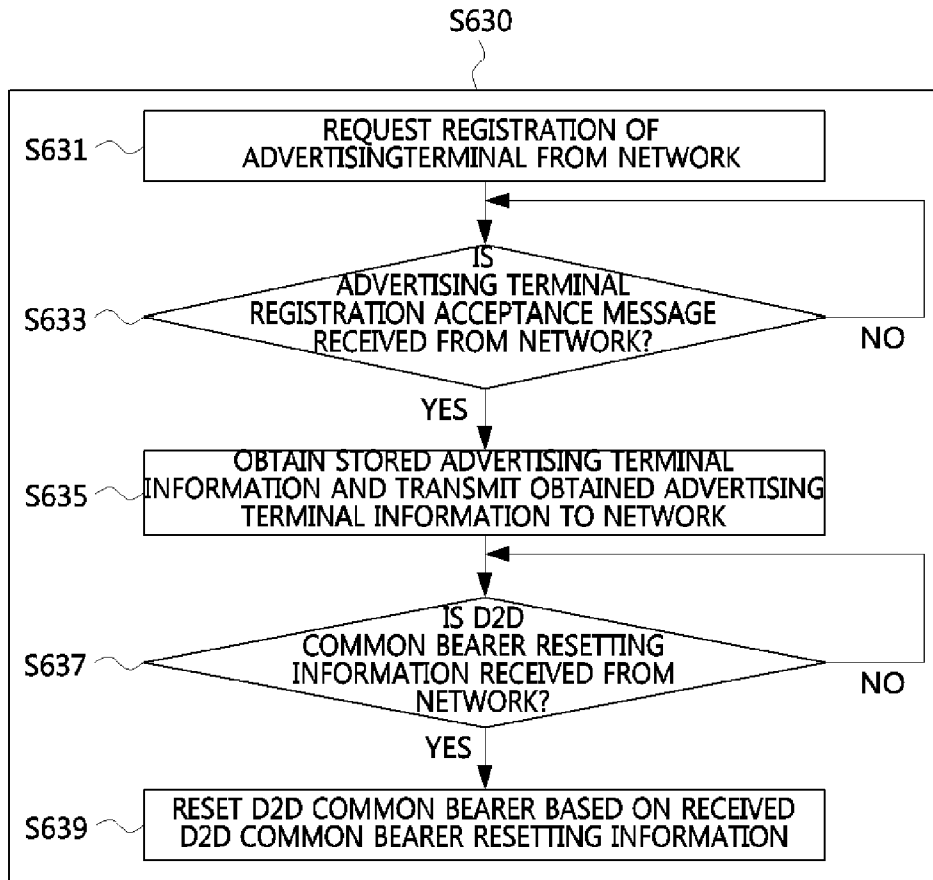 S630
S631
REQUEST REGISTRATION OF
ADVERTISINGTERMINAL FROM NETWORK
S633
IS
ADVERTISING TERMINAL
REGISTRATION ACCEPTANCE MESSAGE
RECEIVED FROM NETWORK?
NO
YES
S635
OBTAIN STORED ADVERTISING TERMINAL
INFORMATION AND TRANSMIT OBTAINED ADVERTISING
TERMINAL INFORMATION TO NETWORK
S637
IS D2D
COMMON BEARER RESETTING
INFORMATION RECEIVED FROM
NETWORK?
NO
YES
S639
RESET D2D COMMON BEARER BASED ON RECEIVED
D2D COMMON BEARER RESETTING INFORMATION